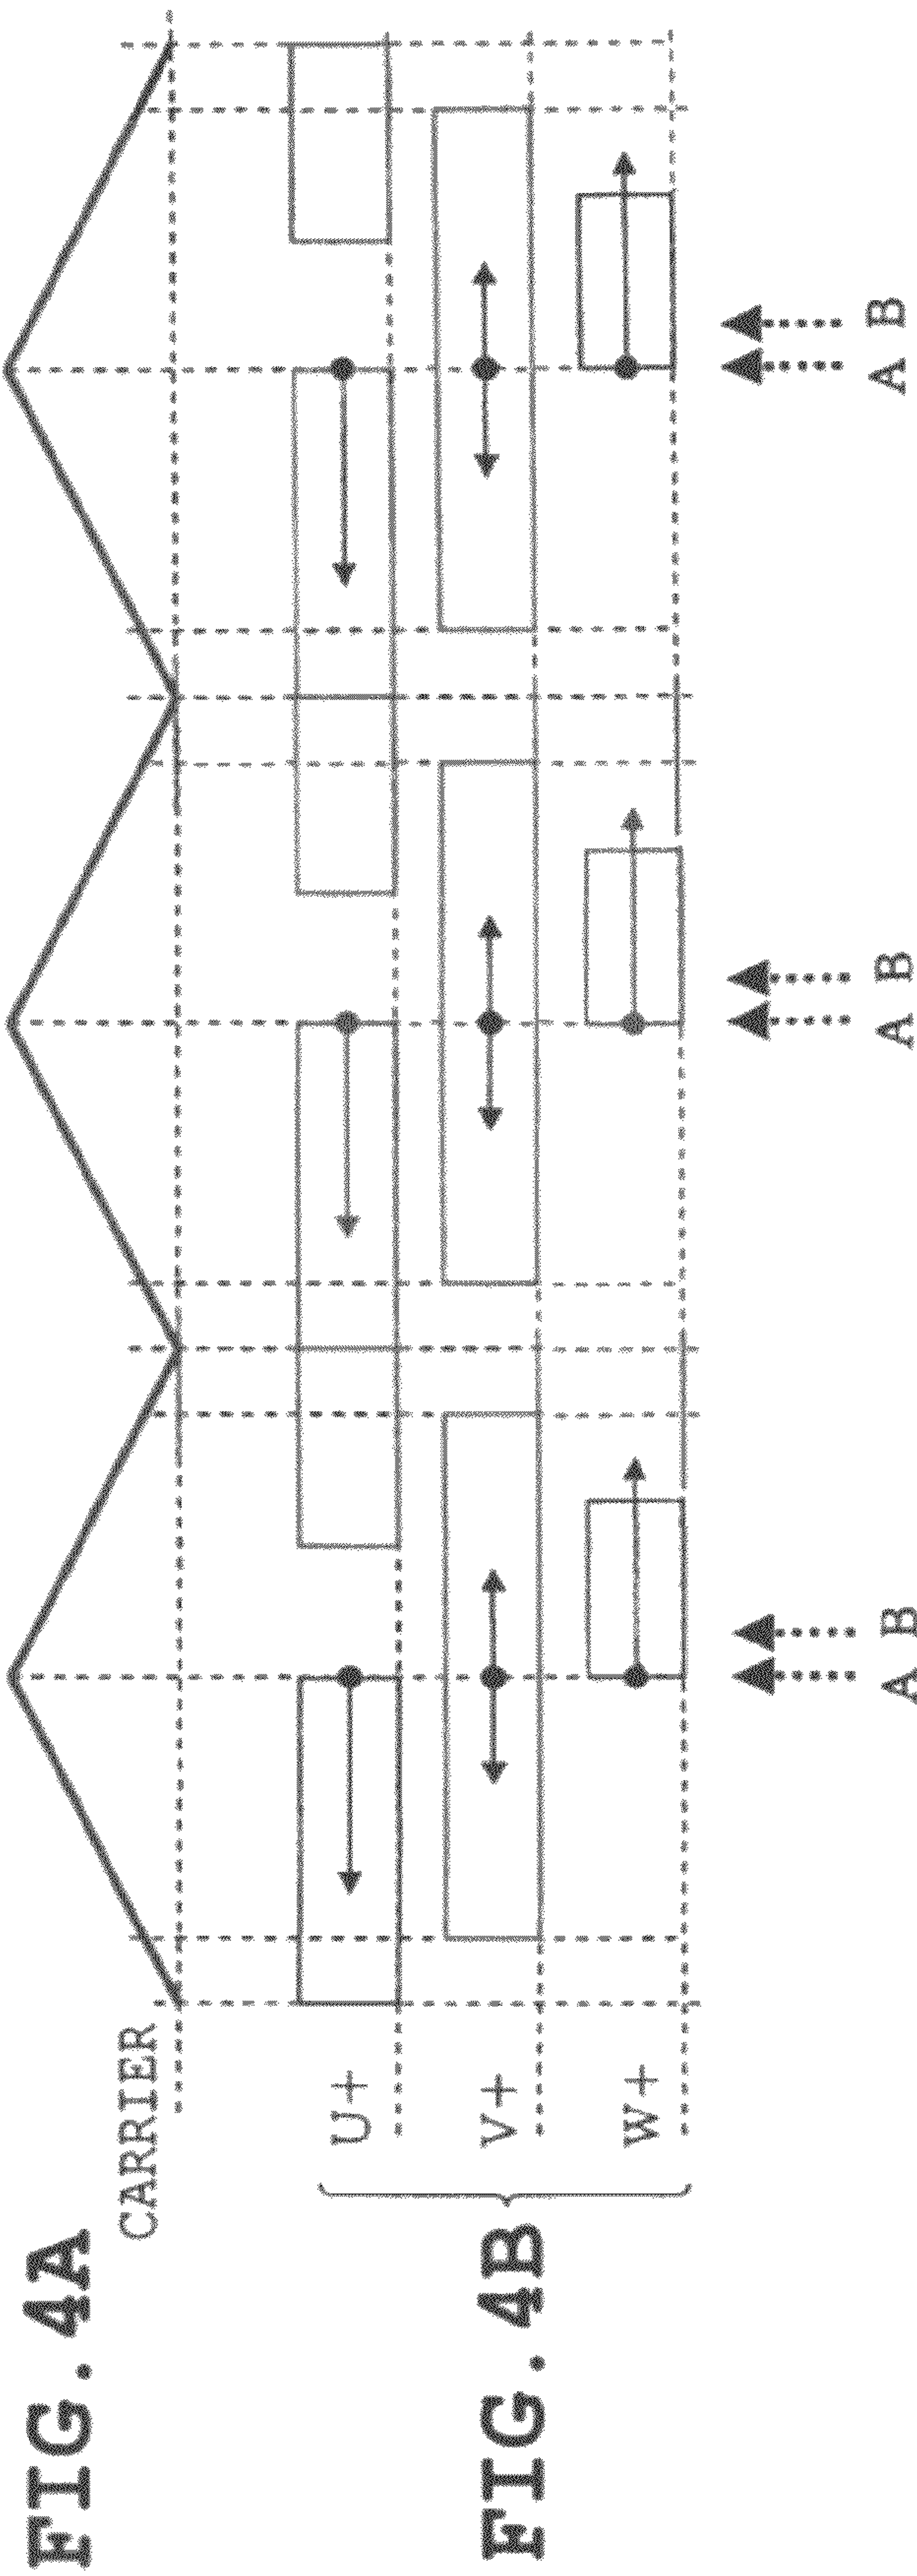 FIG. 4A
CARRIER
FIG. 4B
U+
V+
W+
A B
A B
A B